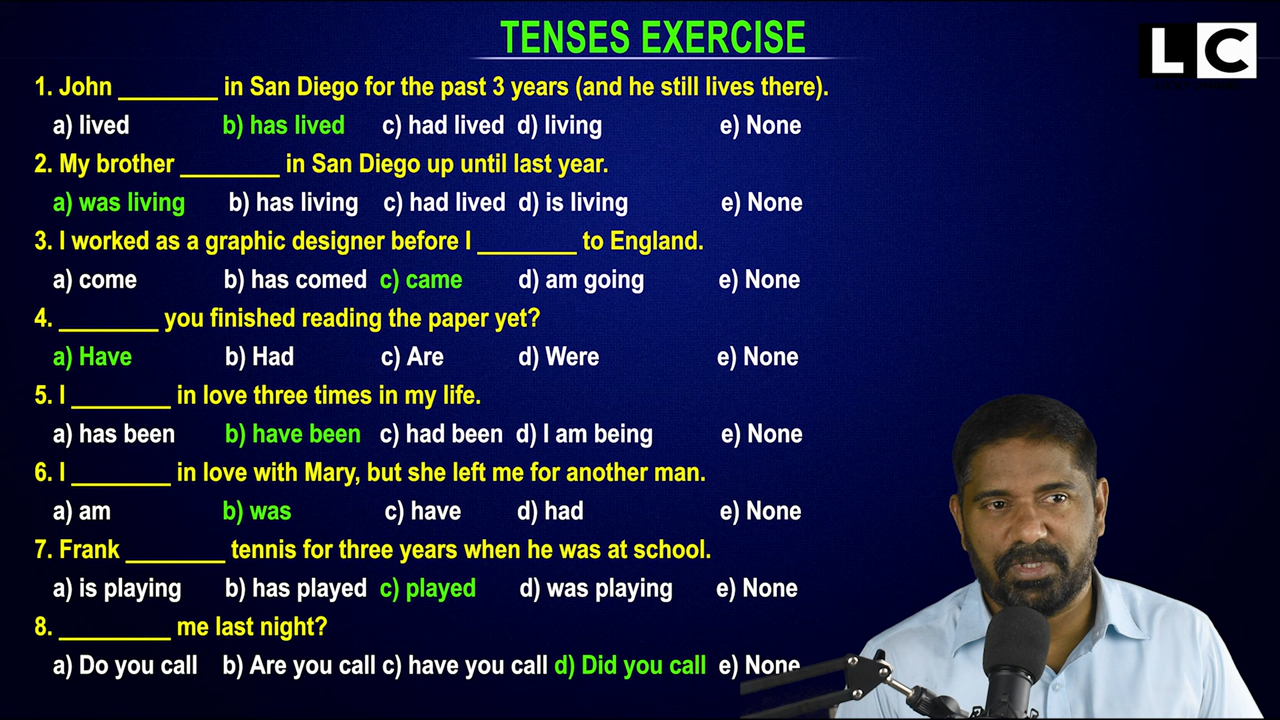 TENSES EXERCISE
LC
1. John ________ in San Diego for the past 3 years (and he still lives there).
a) lived b) has lived c) had lived d) living e) None
2. My brother ________ in San Diego up until last year.
a) was living b) has living c) had lived d) is living e) None
3. I worked as a graphic designer before I ________ to England.
a) come b) has comed c) came d) am going e) None
4. ________ you finished reading the paper yet?
a) Have b) Had c) Are d) Were e) None
5. I ________ in love three times in my life.
a) has been b) have been c) had been d) I am being e) None
6. I ________ in love with Mary, but she left me for another man.
a) am b) was c) have d) had e) None
7. Frank ________ tennis for three years when he was at school.
a) is playing b) has played c) played d) was playing e) None
8. _________ me last night?
a) Do you call b) Are you call c) have you call d) Did you call e) None